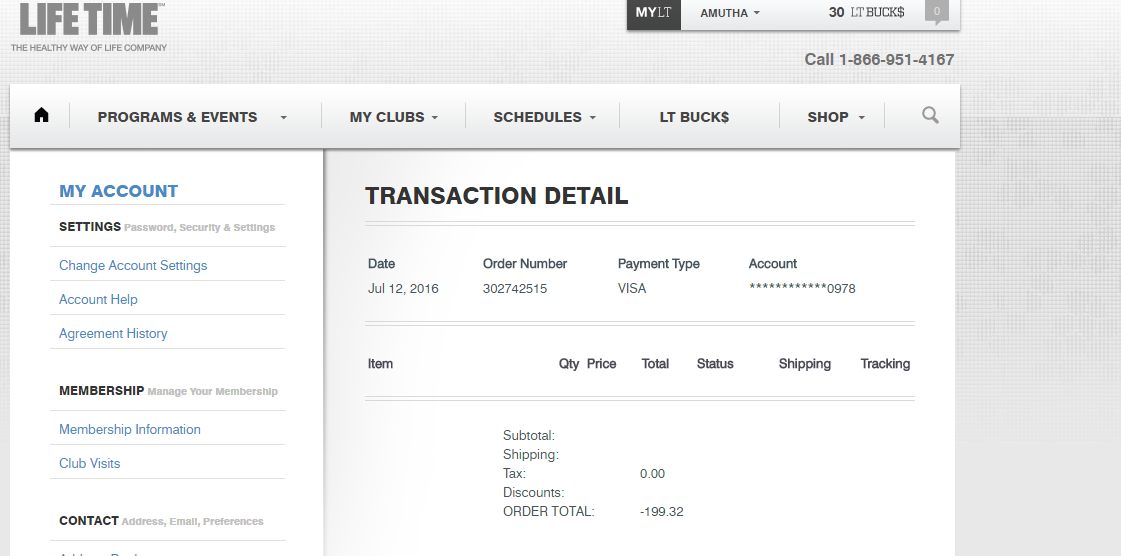 LIFE TIME℠
THE HEALTHY WAY OF LIFE COMPANY
MYLT AMUTHA 30 LT BUCK$ 0
Call 1-866-951-4167
PROGRAMS & EVENTS MY CLUBS SCHEDULES LT BUCK$ SHOP
MY ACCOUNT
SETTINGS Password, Security & Settings
Change Account Settings
Account Help
Agreement History
MEMBERSHIP Manage Your Membership
Membership Information
Club Visits
CONTACT Address, Email, Preferences
TRANSACTION DETAIL
Date Order Number Payment Type Account
Jul 12, 2016 302742515 VISA ************0978
Item Qty Price Total Status Shipping Tracking
Subtotal:
Shipping:
Tax: 0.00
Discounts:
ORDER TOTAL: -199.32